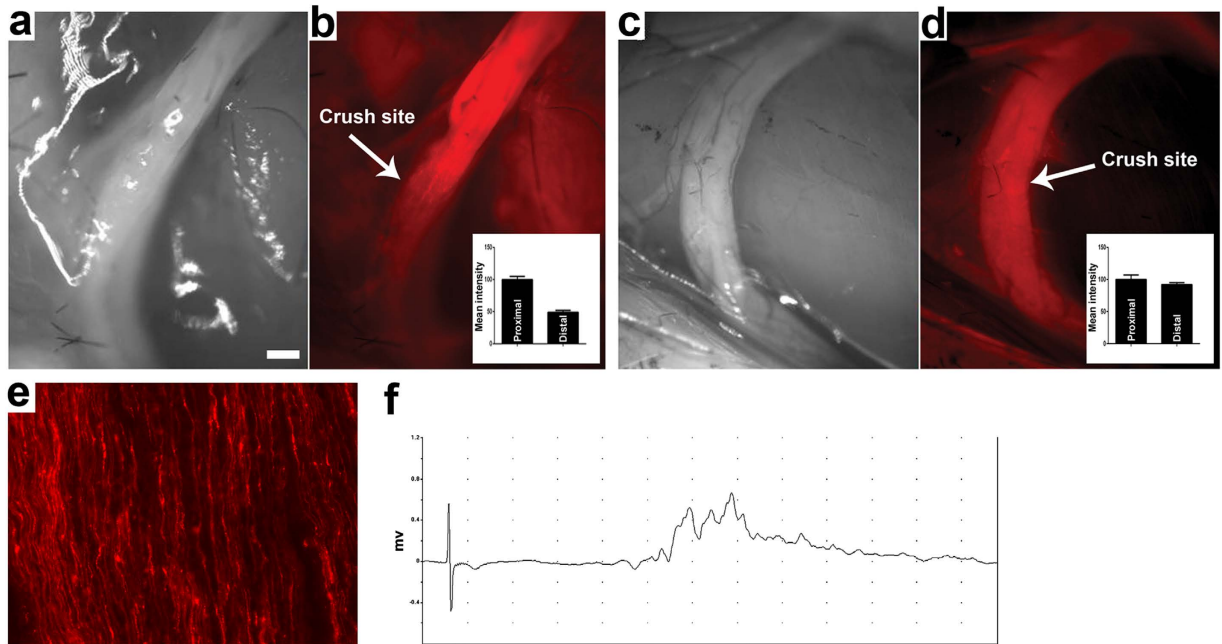 a
b
Crush site
Mean intensity
150
100
50
0
Proximal
Distal
c
d
Crush site
Mean intensity
150
100
50
0
Proximal
Distal
e
f
mv
1.2
0.8
0.4
0
-0.4